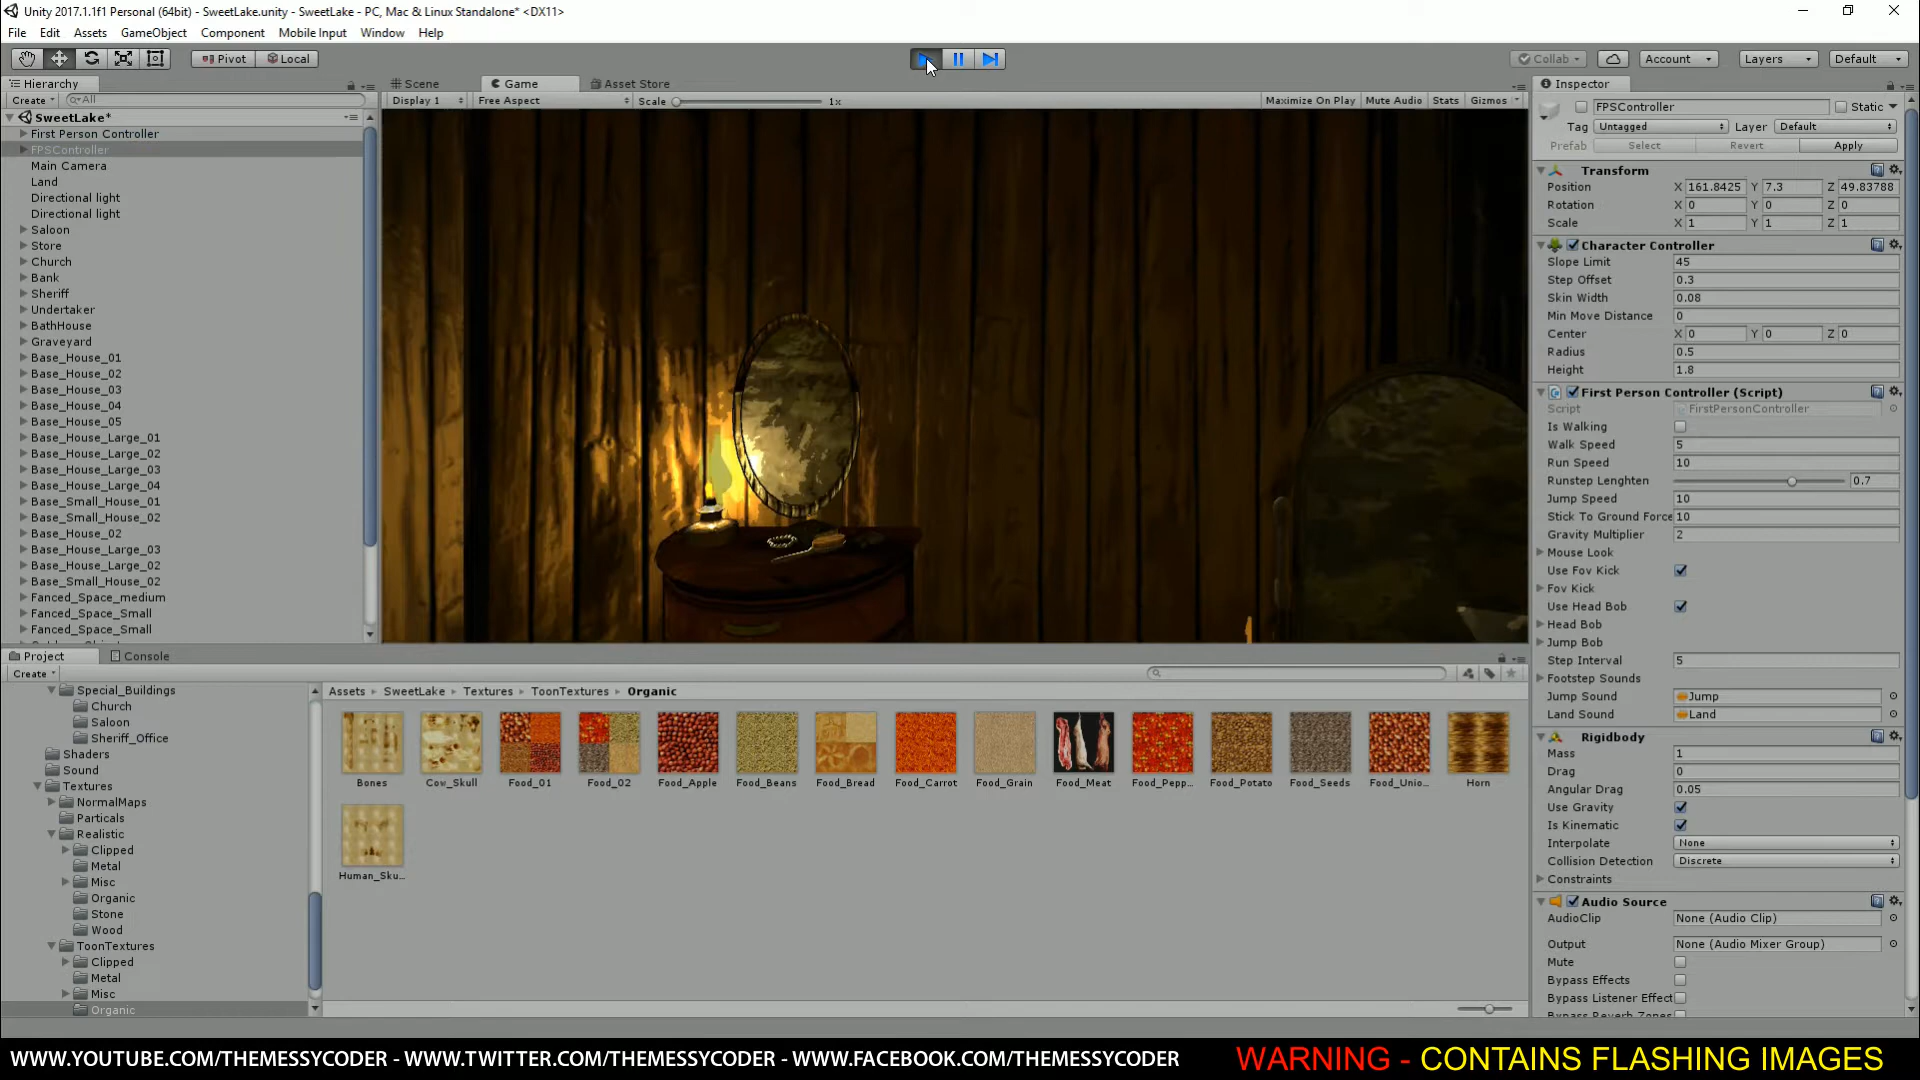 Unity 2017.1.1f1 Personal (64bit) - SweetLake.unity - SweetLake - PC, Mac & Linux Standalone* <DX11>
File Edit Assets GameObject Component Mobile Input Window Help
Pivot Local Collab Account Layers Default
Hierarchy
Create All
SweetLake*
First Person Controller
FPSController
Main Camera
Land
Directional light
Directional light
Saloon
Store
Church
Bank
Sheriff
Undertaker
BathHouse
Graveyard
Base_House_01
Base_House_02
Base_House_03
Base_House_04
Base_House_05
Base_House_Large_01
Base_House_Large_02
Base_House_Large_03
Base_House_Large_04
Base_Small_House_01
Base_Small_House_02
Base_House_02
Base_House_Large_03
Base_House_Large_02
Base_Small_House_02
Fanced_Space_medium
Fanced_Space_Small
Fanced_Space_Small
Scene Game Asset Store
Display 1 Free Aspect Scale 1x Maximize On Play Mute Audio Stats Gizmos
Inspector
FPSController Static
Tag Untagged Layer Default
Prefab Select Revert Apply
Transform
Position X 161.8425 Y 7.3 Z 49.83788
Rotation X 0 Y 0 Z 0
Scale X 1 Y 1 Z 1
Character Controller
Slope Limit 45
Step Offset 0.3
Skin Width 0.08
Min Move Distance 0
Center X 0 Y 0 Z 0
Radius 0.5
Height 1.8
First Person Controller (Script)
Script FirstPersonController
Is Walking
Walk Speed 5
Run Speed 10
Runstep Lenghten 0.7
Jump Speed 10
Stick To Ground Force 10
Gravity Multiplier 2
Mouse Look
Use Fov Kick
Fov Kick
Use Head Bob
Head Bob
Jump Bob
Step Interval 5
Footstep Sounds
Jump Sound Jump
Land Sound Land
Rigidbody
Mass 1
Drag 0
Angular Drag 0.05
Use Gravity
Is Kinematic
Interpolate None
Collision Detection Discrete
Constraints
Audio Source
AudioClip None (Audio Clip)
Output None (Audio Mixer Group)
Mute
Bypass Effects
Bypass Listener Effect
Bypass Reverb Zones
Project Console
Create
Special_Buildings
Church
Saloon
Sheriff_Office
Shaders
Sound
Textures
NormalMaps
Particals
Realistic
Clipped
Metal
Misc
Organic
Stone
Wood
ToonTextures
Clipped
Metal
Misc
Organic
Assets SweetLake Textures ToonTextures Organic
Bones Cow_Skull Food_01 Food_02 Food_Apple Food_Beans Food_Bread Food_Carrot Food_Grain Food_Meat Food_Pepp... Food_Potato Food_Seeds Food_Unio... Horn
Human_Sku...
WWW.YOUTUBE.COM/THEMESSYCODER - WWW.TWITTER.COM/THEMESSYCODER - WWW.FACEBOOK.COM/THEMESSYCODER
WARNING - CONTAINS FLASHING IMAGES